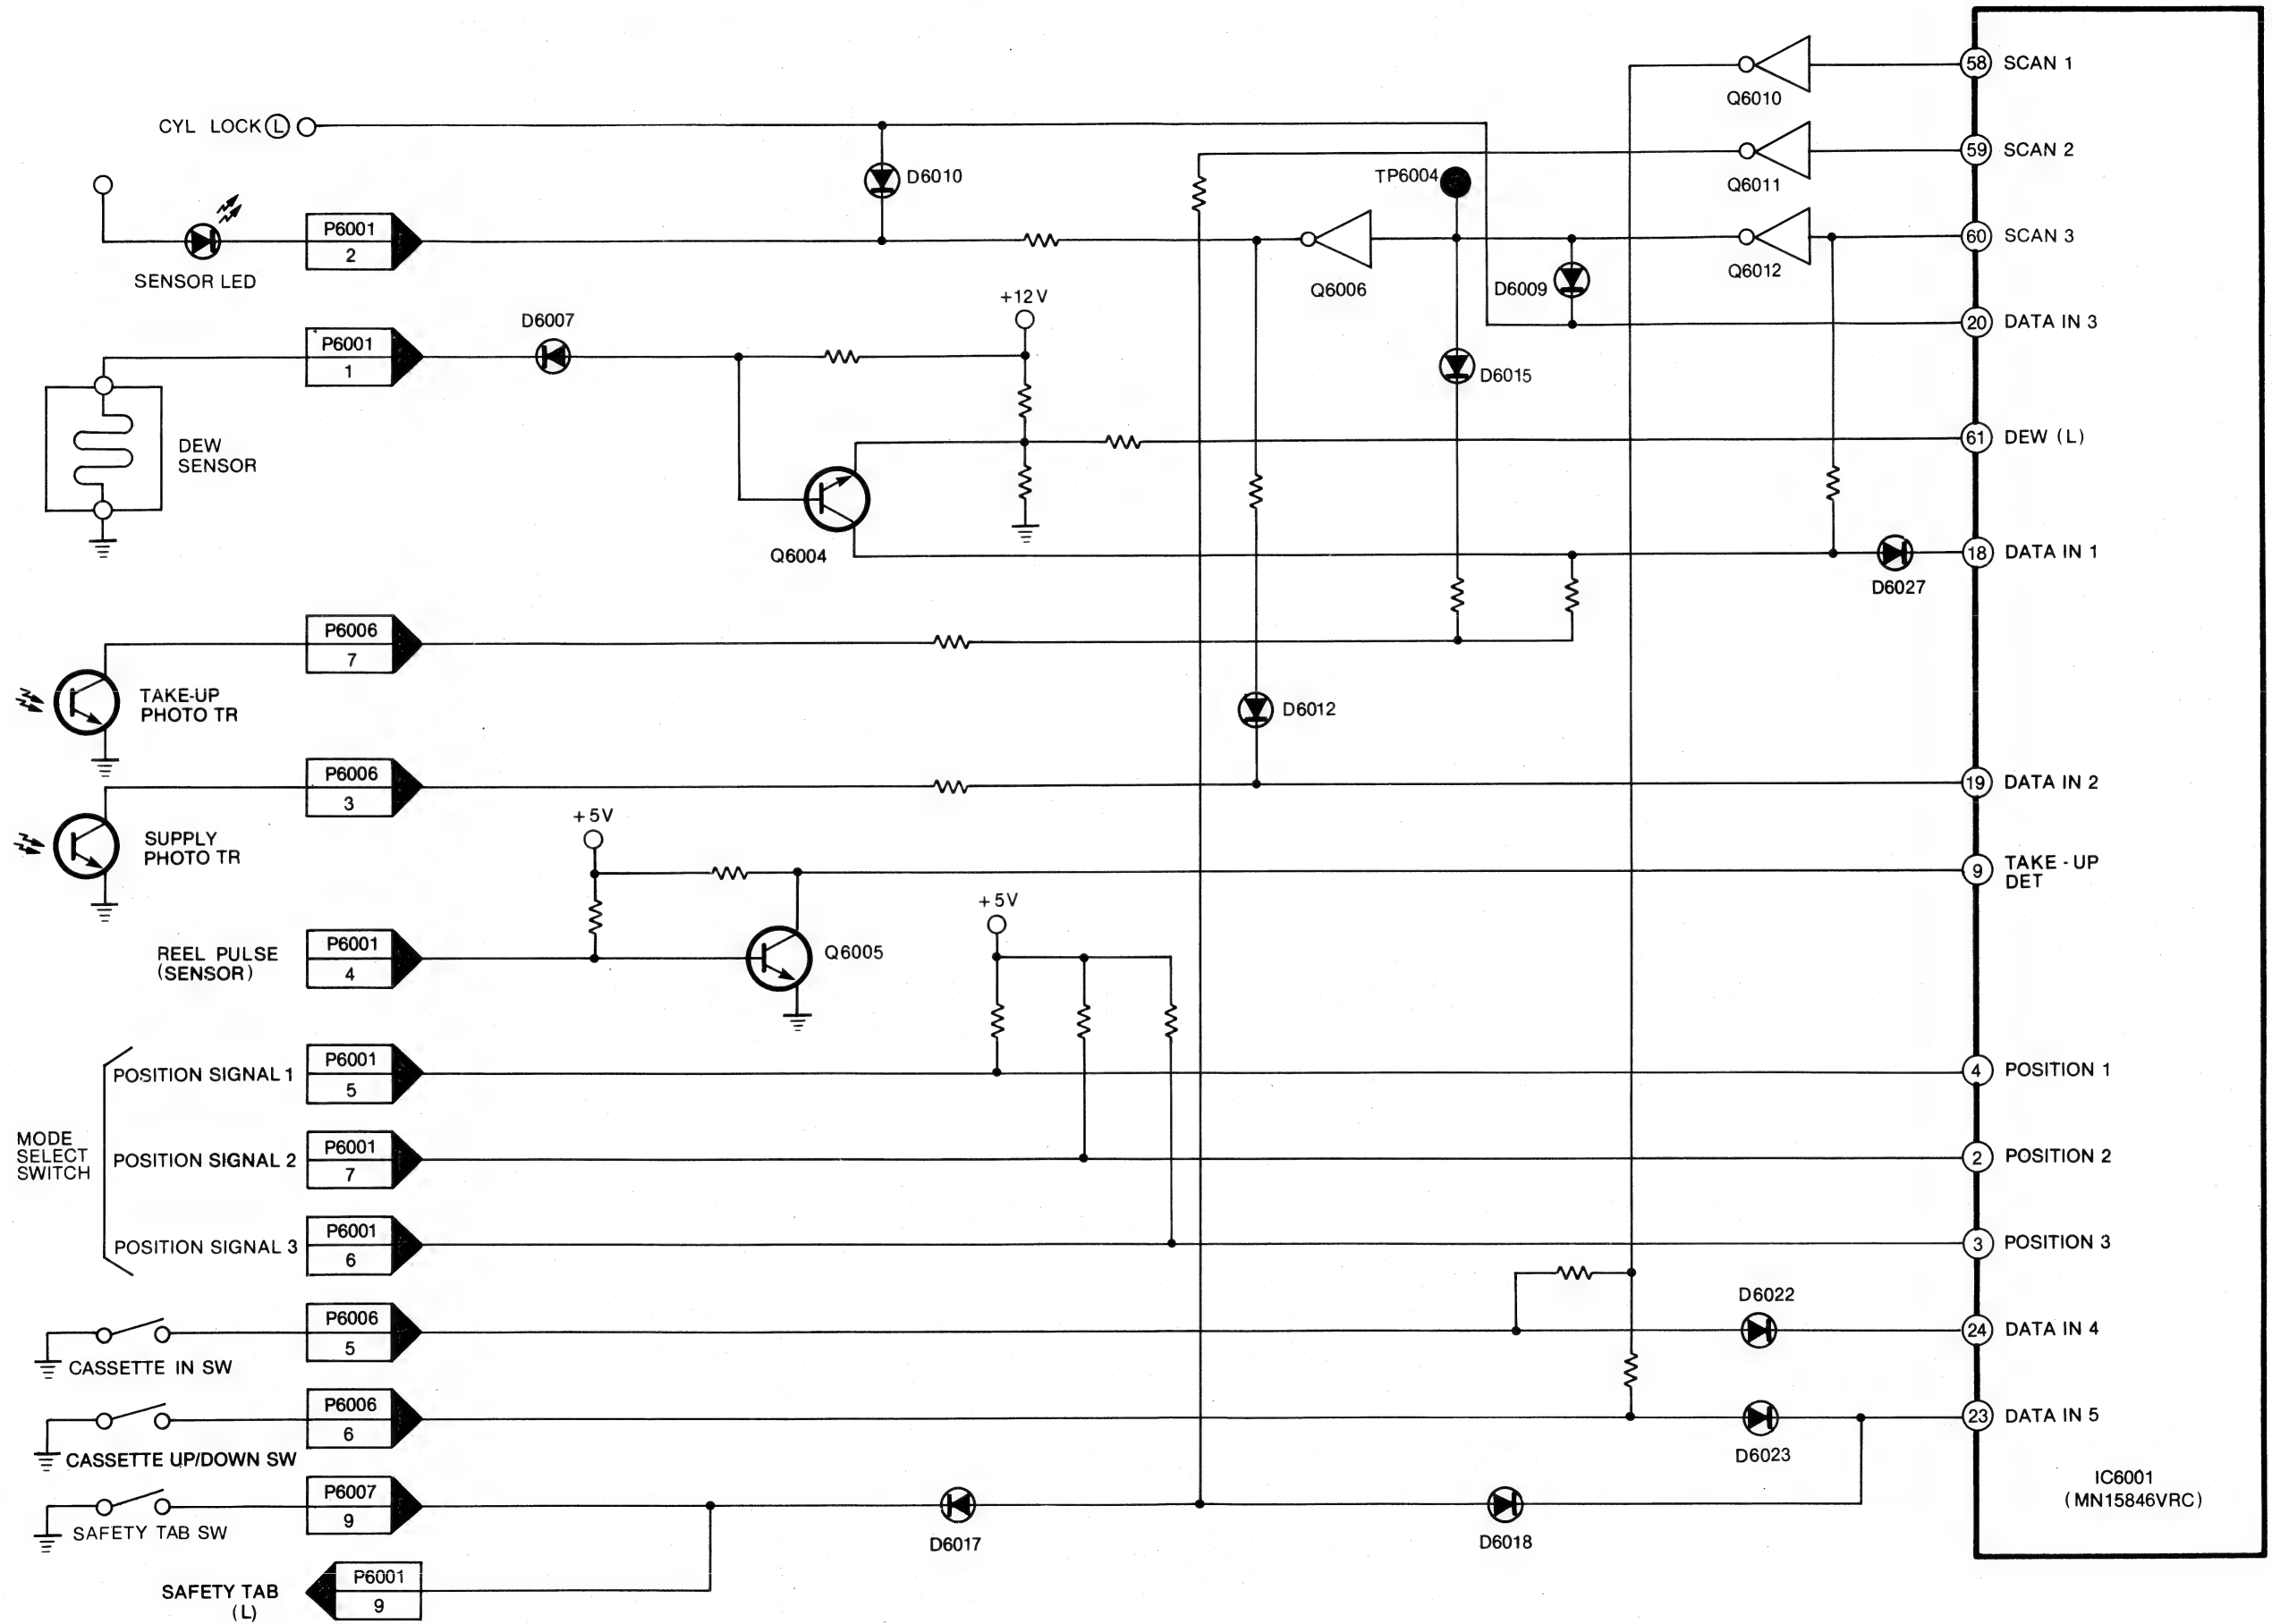 58 SCAN 1
Q6010
CYL LOCK Ⓛ
59 SCAN 2
D6010
TP6004
Q6011
P6001
2
60 SCAN 3
SENSOR LED
Q6006
D6009
Q6012
+12V
D6007
20 DATA IN 3
P6001
1
D6015
DEW
SENSOR
61 DEW (L)
Q6004
18 DATA IN 1
D6027
P6006
7
TAKE-UP
PHOTO TR
D6012
P6006
3
19 DATA IN 2
+5V
SUPPLY
PHOTO TR
9 TAKE-UP
DET
+5V
REEL PULSE
(SENSOR)
P6001
4
Q6005
POSITION SIGNAL 1
P6001
5
4 POSITION 1
MODE
SELECT
SWITCH
POSITION SIGNAL 2
P6001
7
2 POSITION 2
POSITION SIGNAL 3
P6001
6
3 POSITION 3
D6022
P6006
5
24 DATA IN 4
CASSETTE IN SW
P6006
6
23 DATA IN 5
CASSETTE UP/DOWN SW
D6023
IC6001
(MN15846VRC)
P6007
9
SAFETY TAB SW
D6017
D6018
SAFETY TAB
(L)
P6001
9